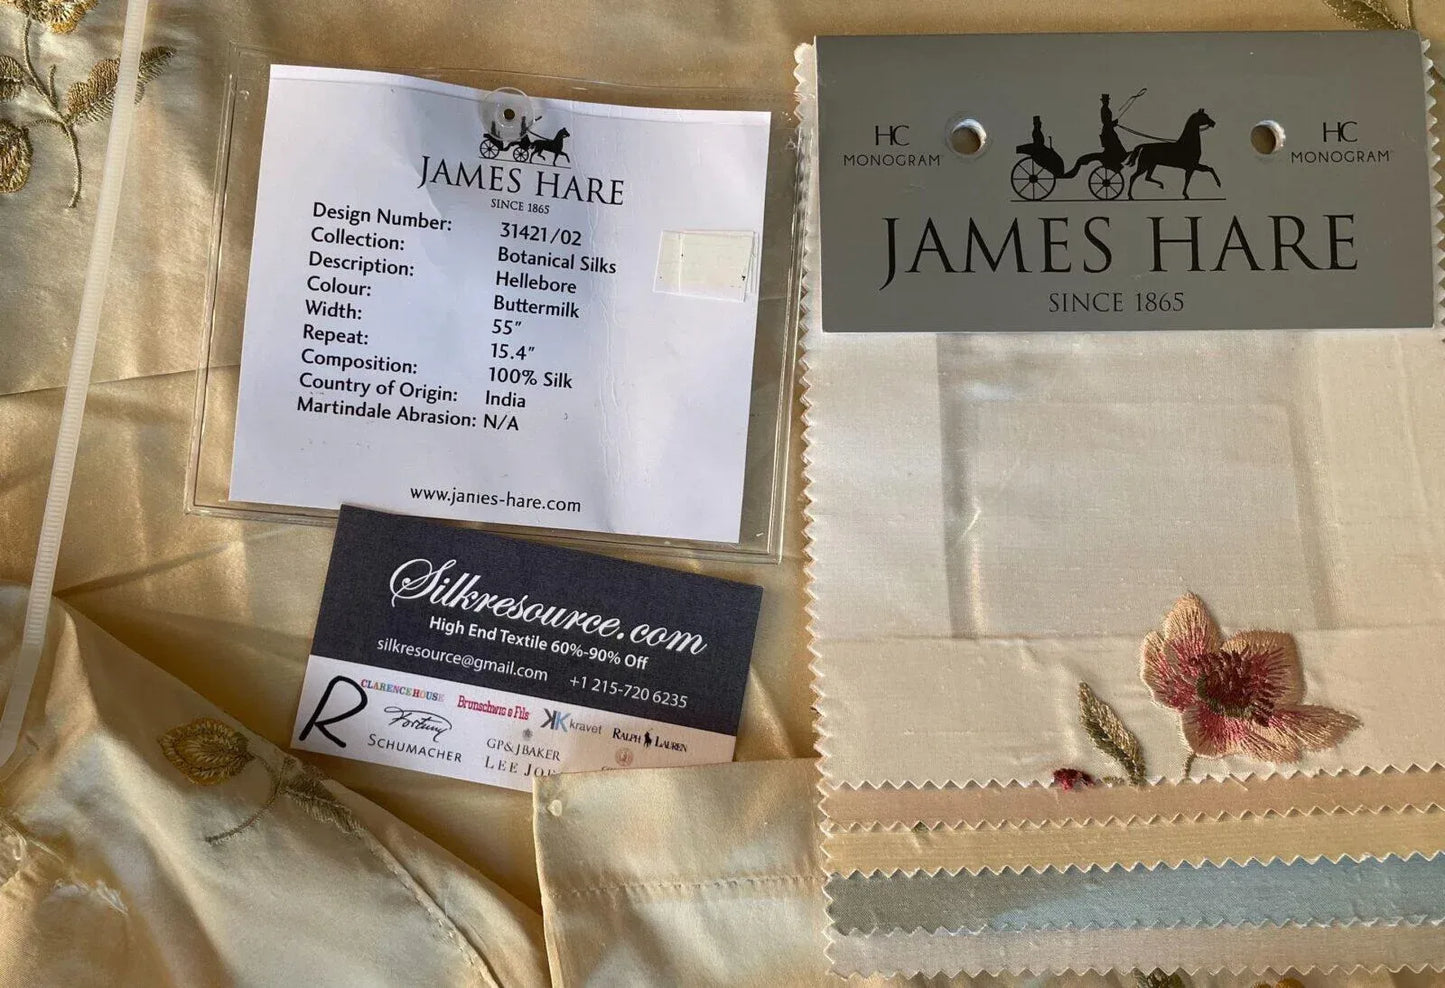 JAMES HARE
SINCE 1865
Design Number: 31421/02
Collection: Botanical Silks
Description: Hellebore
Colour: Buttermilk
Width: 55"
Repeat: 15.4"
Composition: 100% Silk
Country of Origin: India
Martindale Abrasion: N/A
www.james-hare.com
Silkresource.com
High End Textile 60%-90% Off
silkresource@gmail.com +1 215-720 6235
R
CLARENCE HOUSE
Brunschwig & Fils
kravet
RALPH LAUREN
Fortuny
SCHUMACHER
GP & J BAKER
LEE JO
HC
MONOGRAM
HC
MONOGRAM
JAMES HARE
SINCE 1865